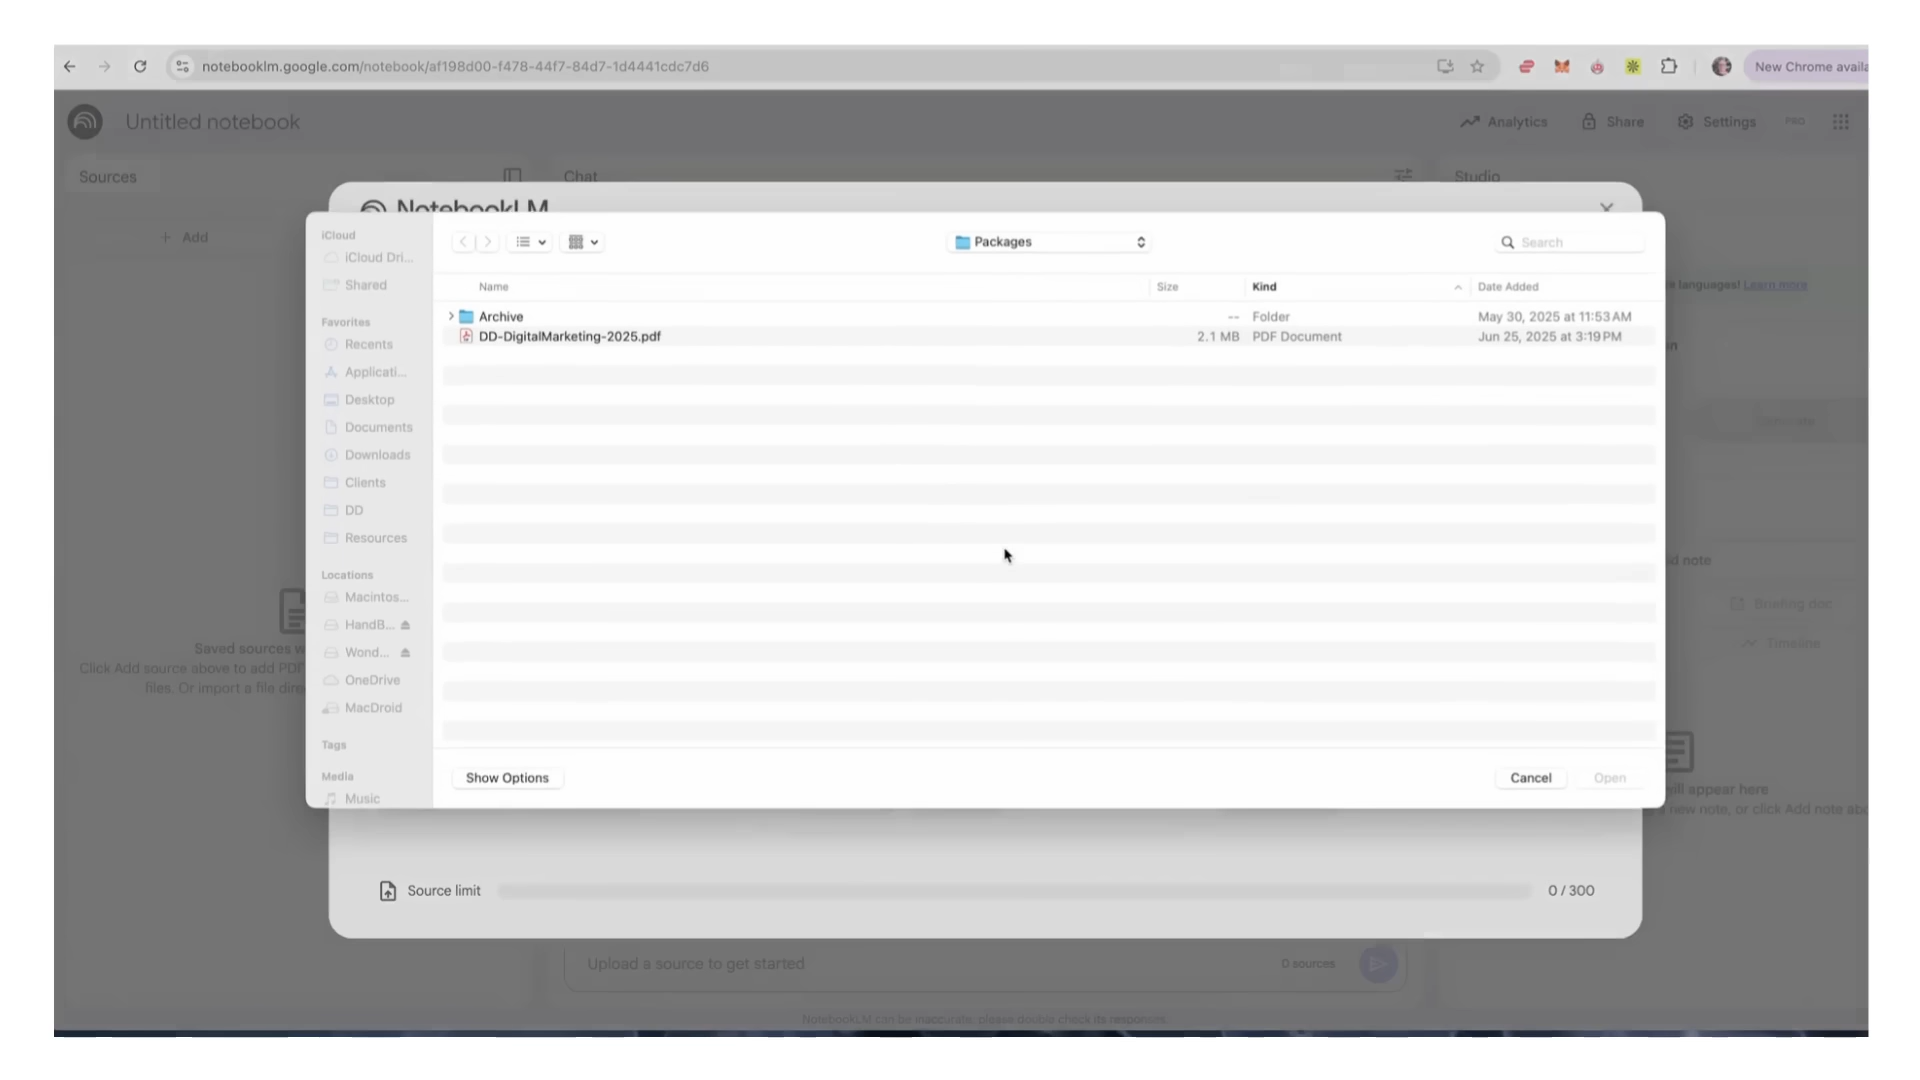 notebooklm.google.com/notebook/af198d00-f478-44f7-84d7-1d4441cdc7d6
New Chrome availa
Untitled notebook
Analytics
Share
Settings
PRO
Sources
Chat
Studio
NotebookLM
+ Add
languages! Learn more
iCloud
iCloud Dri...
Shared
Favorites
Recents
Applicati...
Desktop
Documents
Downloads
Clients
DD
Resources
Locations
Macintos...
HandB...
Wond...
OneDrive
MacDroid
Tags
Media
Music
Packages
Search
Name Size Kind Date Added
Archive -- Folder May 30, 2025 at 11:53 AM
DD-DigitalMarketing-2025.pdf 2.1 MB PDF Document Jun 25, 2025 at 3:19 PM
Show Options
Cancel
Open
Saved sources w
Click Add source above to add PDF
files. Or import a file dire
Generate
d note
Briefing doc
Timeline
will appear here
new note, or click Add note abo
Source limit
0 / 300
Upload a source to get started
0 sources
NotebookLM can be inaccurate; please double check its responses.